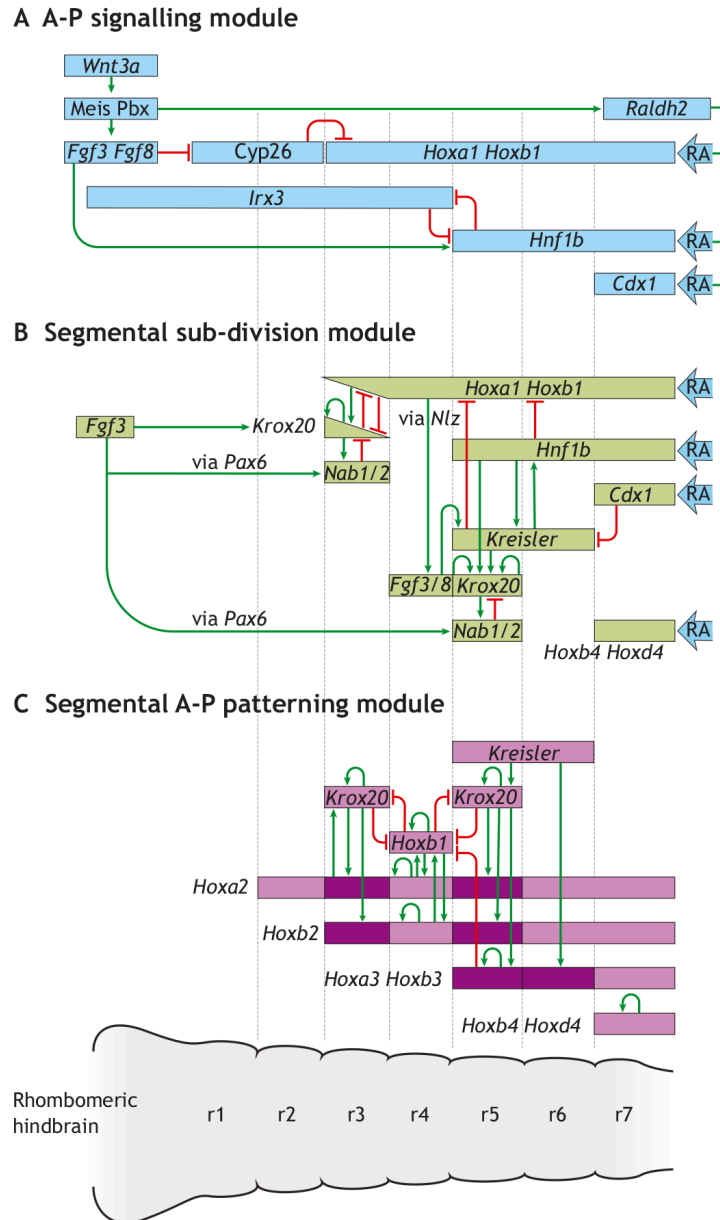 A A-P signalling module
Wnt3a
Meis Pbx
Raldh2
Fgf3 Fgf8
Cyp26
Hoxa1 Hoxb1
RA
Irx3
Hnf1b
RA
Cdx1
RA
B Segmental sub-division module
Hoxa1 Hoxb1
RA
Fgf3
Krox20
via Nlz
Hnf1b
RA
via Pax6
Nab1/2
Cdx1
RA
Kreisler
Fgf3/8
Krox20
via Pax6
Nab1/2
RA
Hoxb4 Hoxd4
C Segmental A-P patterning module
Kreisler
Krox20
Krox20
Hoxb1
Hoxa2
Hoxb2
Hoxa3 Hoxb3
Hoxb4 Hoxd4
Rhombomeric
hindbrain
r1
r2
r3
r4
r5
r6
r7